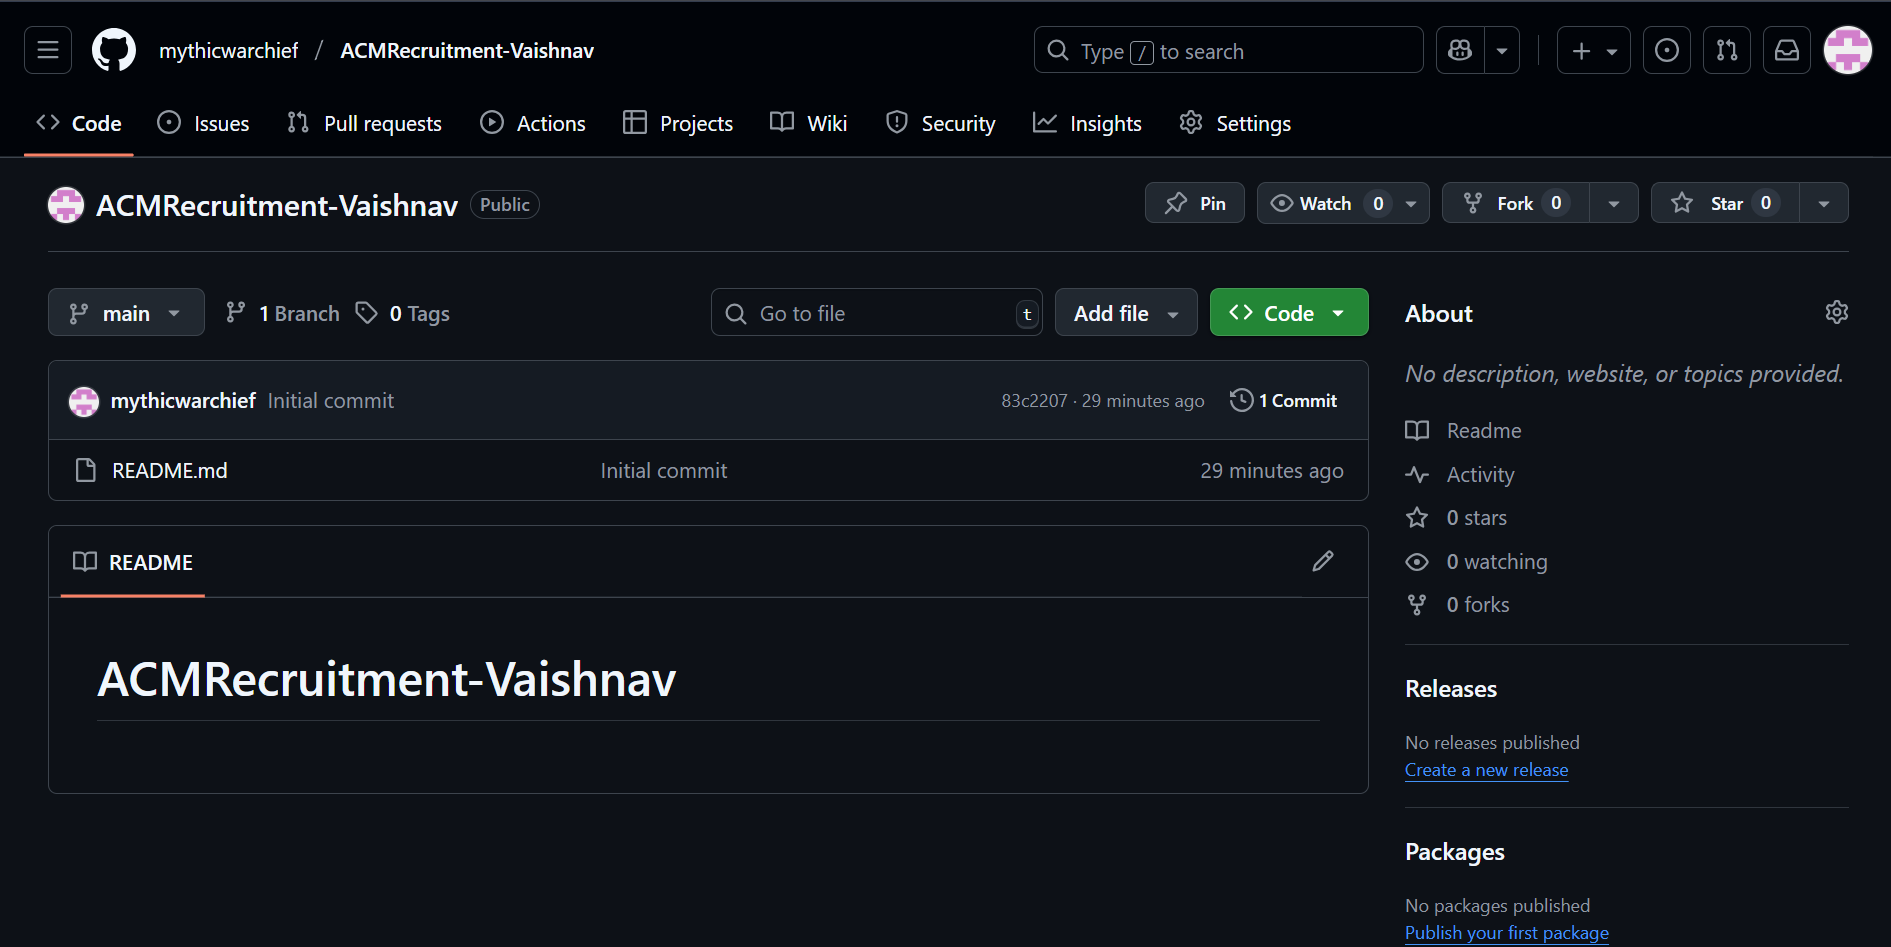 mythicwarchief / ACMRecruitment-Vaishnav
Type / to search
Code Issues Pull requests Actions Projects Wiki Security Insights Settings
ACMRecruitment-Vaishnav Public
Pin Watch 0 Fork 0 Star 0
main 1 Branch 0 Tags
Go to file t Add file Code
mythicwarchief Initial commit 83c2207 · 29 minutes ago 1 Commit
README.md Initial commit 29 minutes ago
README
ACMRecruitment-Vaishnav
About
No description, website, or topics provided.
Readme
Activity
0 stars
0 watching
0 forks
Releases
No releases published
Create a new release
Packages
No packages published
Publish your first package